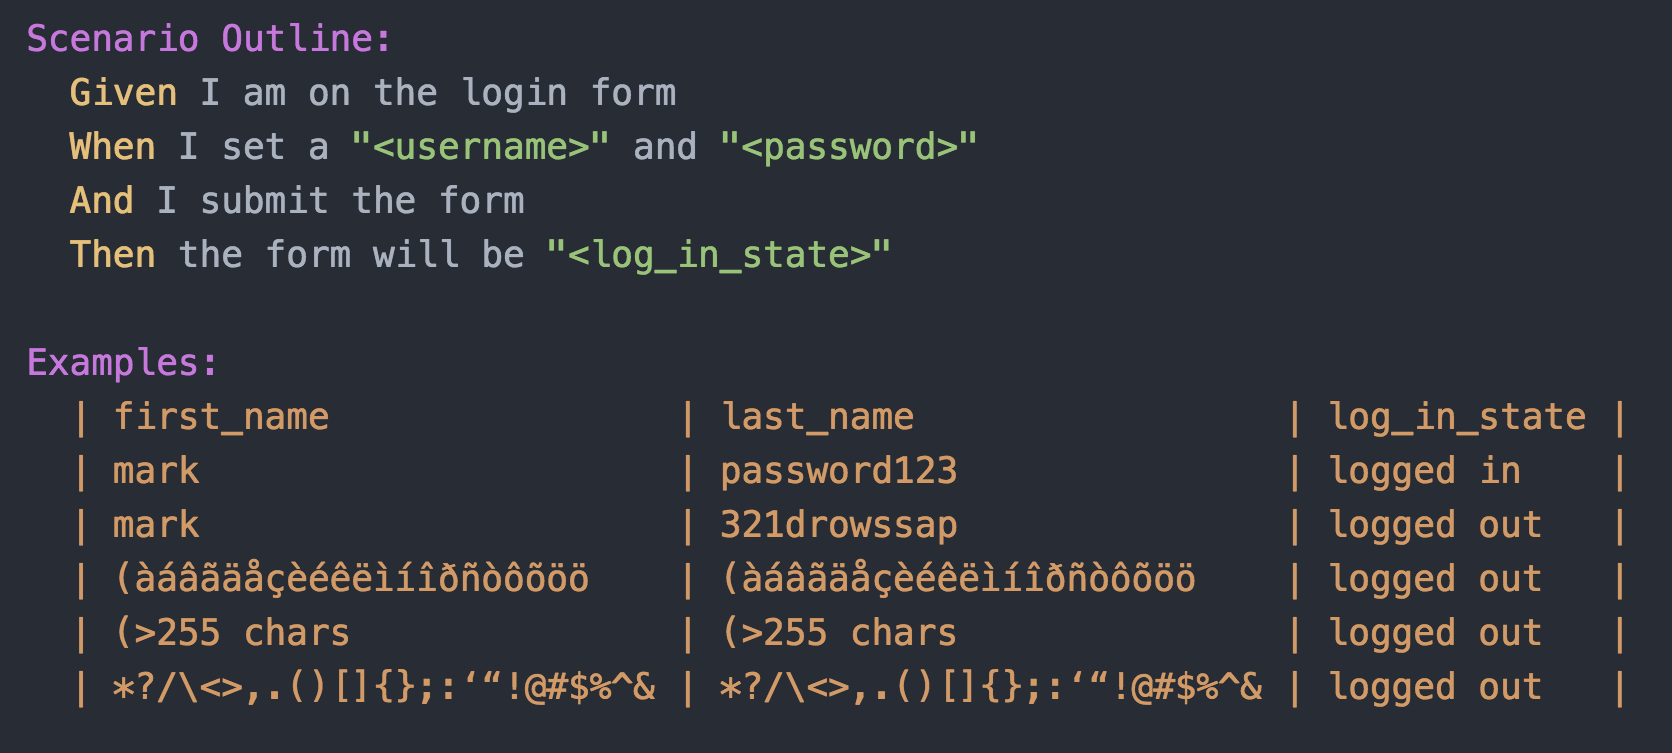 Scenario Outline:
Given I am on the login form
When I set a "<username>" and "<password>"
And I submit the form
Then the form will be "<log_in_state>"
Examples:
| first_name | last_name | log_in_state |
| mark | password123 | logged in |
| mark | 321drowssap | logged out |
| (àáâãäåçèéêëìíîðñòôõöö | (àáâãäåçèéêëìíîðñòôõöö | logged out |
| (>255 chars | (>255 chars | logged out |
| *?/\<>,.()[]{};:‘“!@#$%^& | *?/\<>,.()[]{};:‘“!@#$%^& | logged out |